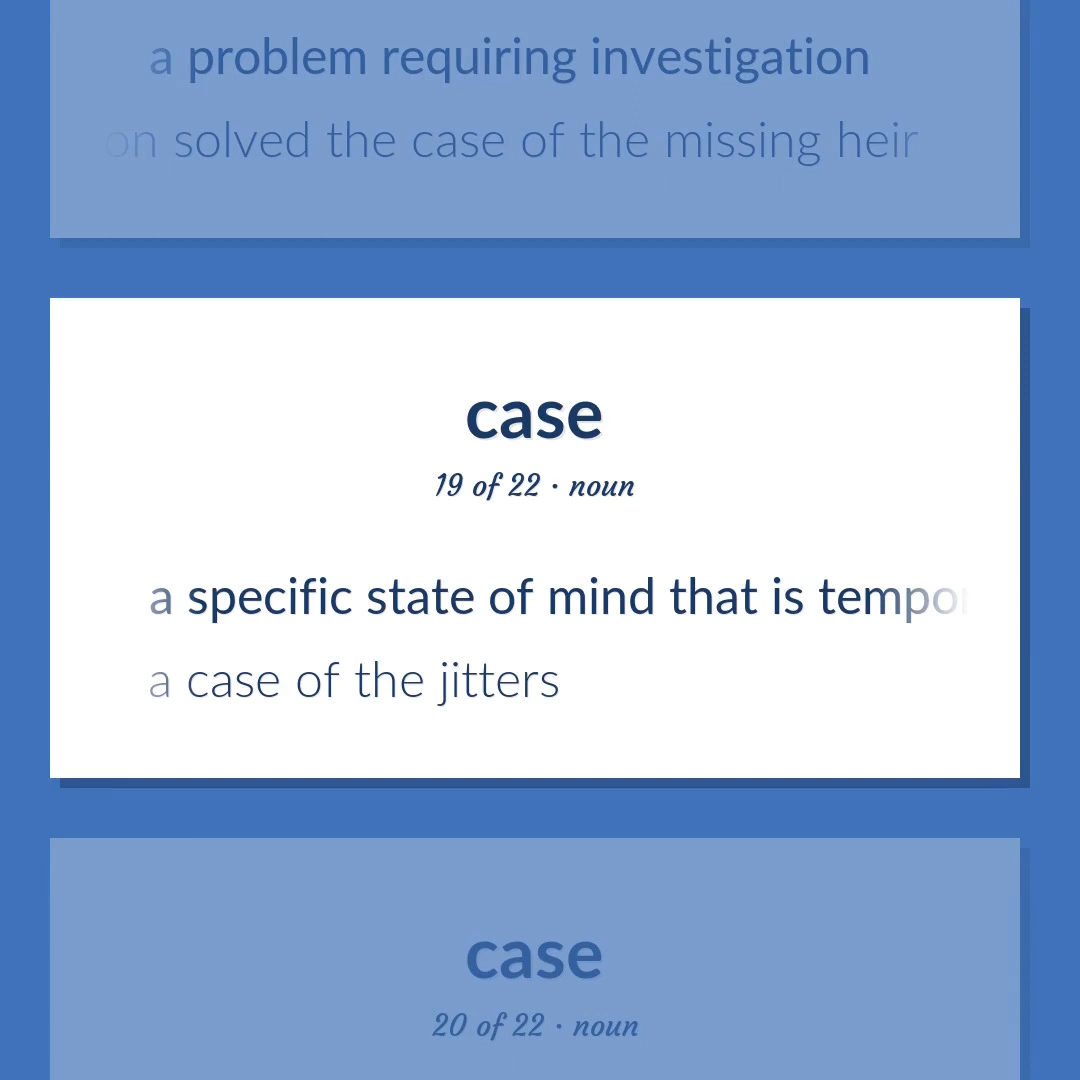 a problem requiring investigation
on solved the case of the missing heir
case
19 of 22 · noun
a specific state of mind that is
a case of the jitters
case
20 of 22 · noun